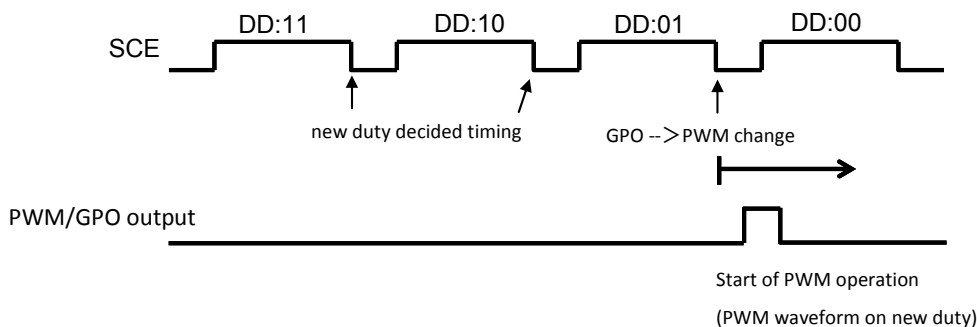 DD:11 DD:10 DD:01 DD:00
SCE
new duty decided timing
GPO -->PWM change
PWM/GPO output
Start of PWM operation
(PWM waveform on new duty)